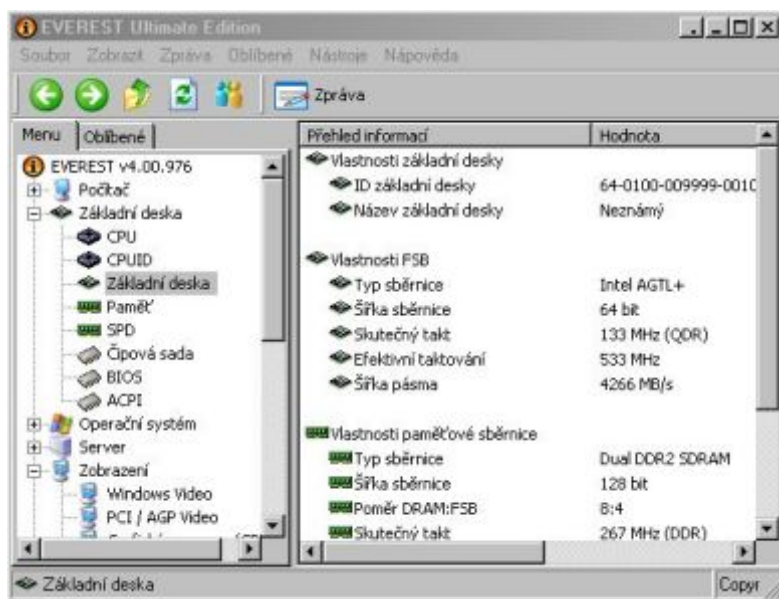 EVEREST Ultimate Edition
Soubor Zobrazit Zpráva Oblíbené Nástroje Nápověda
Zpráva
Menu Oblíbené
EVEREST v4.00.976
Počítač
Základní deska
CPU
CPUID
Základní deska
Paměť
SPD
Čipová sada
BIOS
ACPI
Operační systém
Server
Zobrazení
Windows Video
PCI / AGP Video
Přehled informací Hodnota
Vlastnosti základní desky
ID základní desky 64-0100-009999-0010
Název základní desky Neznámý
Vlastnosti FSB
Typ sběrnice Intel AGTL+
Šířka sběrnice 64 bit
Skutečný takt 133 MHz (QDR)
Efektivní taktování 533 MHz
Šířka pásma 4266 MB/s
Vlastnosti paměťové sběrnice
Typ sběrnice Dual DDR2 SDRAM
Šířka sběrnice 128 bit
Poměr DRAM:FSB 8:4
Skutečný takt 267 MHz (DDR)
Základní deska Copyr